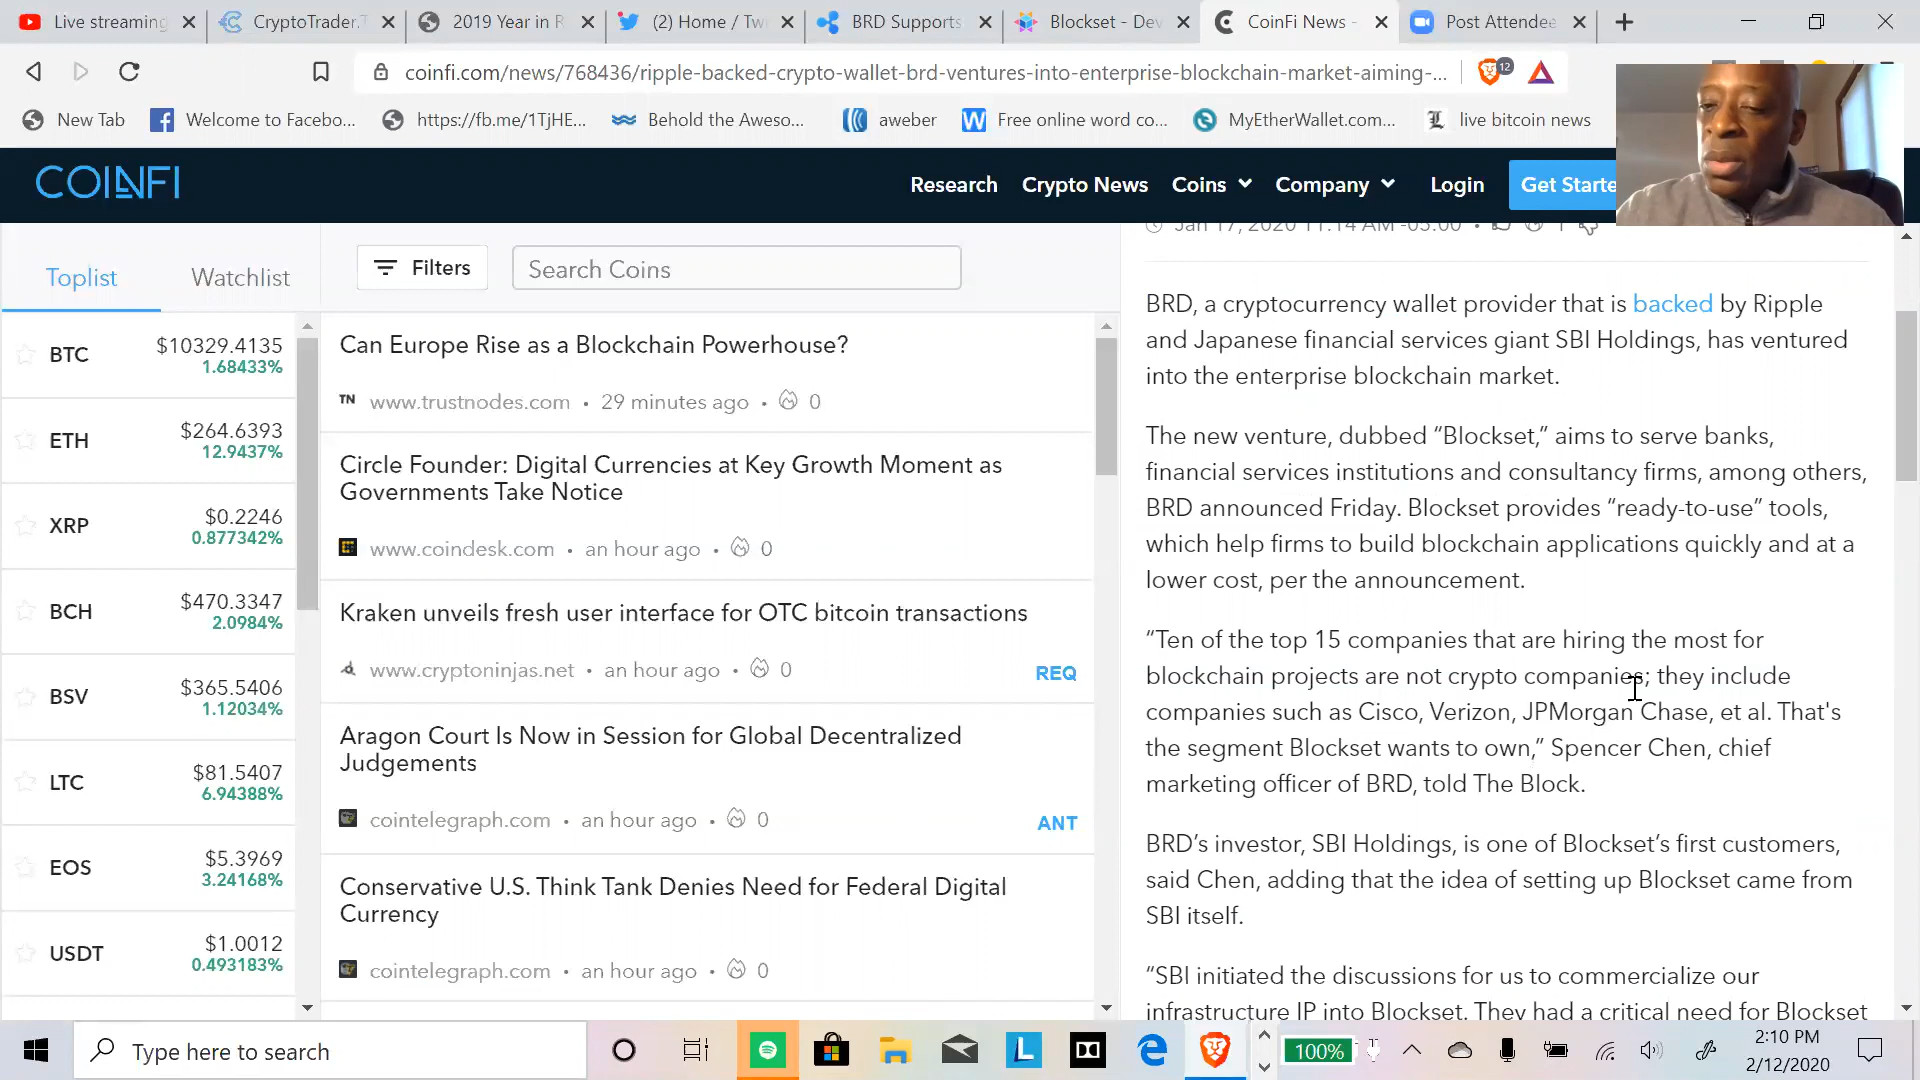 Live streaming
CryptoTrader.T
2019 Year in R
(2) Home / Tw
BRD Supports
Blockset - Dev
CoinFi News -
Post Attendee
coinfi.com/news/768436/ripple-backed-crypto-wallet-brd-ventures-into-enterprise-blockchain-market-aiming-...
12
New Tab
Welcome to Facebo...
https://fb.me/1TjHE...
Behold the Aweso...
aweber
Free online word co...
MyEtherWallet.com...
live bitcoin news
COINFI
Research
Crypto News
Coins
Company
Login
Get Starte
Toplist
Watchlist
Filters
Search Coins
BTC
$10329.4135
1.68433%
ETH
$264.6393
12.9437%
XRP
$0.2246
0.877342%
BCH
$470.3347
2.0984%
BSV
$365.5406
1.12034%
LTC
$81.5407
6.94388%
EOS
$5.3969
3.24168%
USDT
$1.0012
0.493183%
Can Europe Rise as a Blockchain Powerhouse?
TN www.trustnodes.com • 29 minutes ago • 0
Circle Founder: Digital Currencies at Key Growth Moment as
Governments Take Notice
www.coindesk.com • an hour ago • 0
Kraken unveils fresh user interface for OTC bitcoin transactions
www.cryptoninjas.net • an hour ago • 0
REQ
Aragon Court Is Now in Session for Global Decentralized
Judgements
cointelegraph.com • an hour ago • 0
ANT
Conservative U.S. Think Tank Denies Need for Federal Digital
Currency
cointelegraph.com • an hour ago • 0
Jan 17, 2020 11:14 AM -05:00 • 1
BRD, a cryptocurrency wallet provider that is backed by Ripple
and Japanese financial services giant SBI Holdings, has ventured
into the enterprise blockchain market.
The new venture, dubbed “Blockset,” aims to serve banks,
financial services institutions and consultancy firms, among others,
BRD announced Friday. Blockset provides “ready-to-use” tools,
which help firms to build blockchain applications quickly and at a
lower cost, per the announcement.
“Ten of the top 15 companies that are hiring the most for
blockchain projects are not crypto companies; they include
companies such as Cisco, Verizon, JPMorgan Chase, et al. That's
the segment Blockset wants to own,” Spencer Chen, chief
marketing officer of BRD, told The Block.
BRD’s investor, SBI Holdings, is one of Blockset’s first customers,
said Chen, adding that the idea of setting up Blockset came from
SBI itself.
“SBI initiated the discussions for us to commercialize our
infrastructure IP into Blockset. They had a critical need for Blockset
Type here to search
L
100%
2:10 PM
2/12/2020